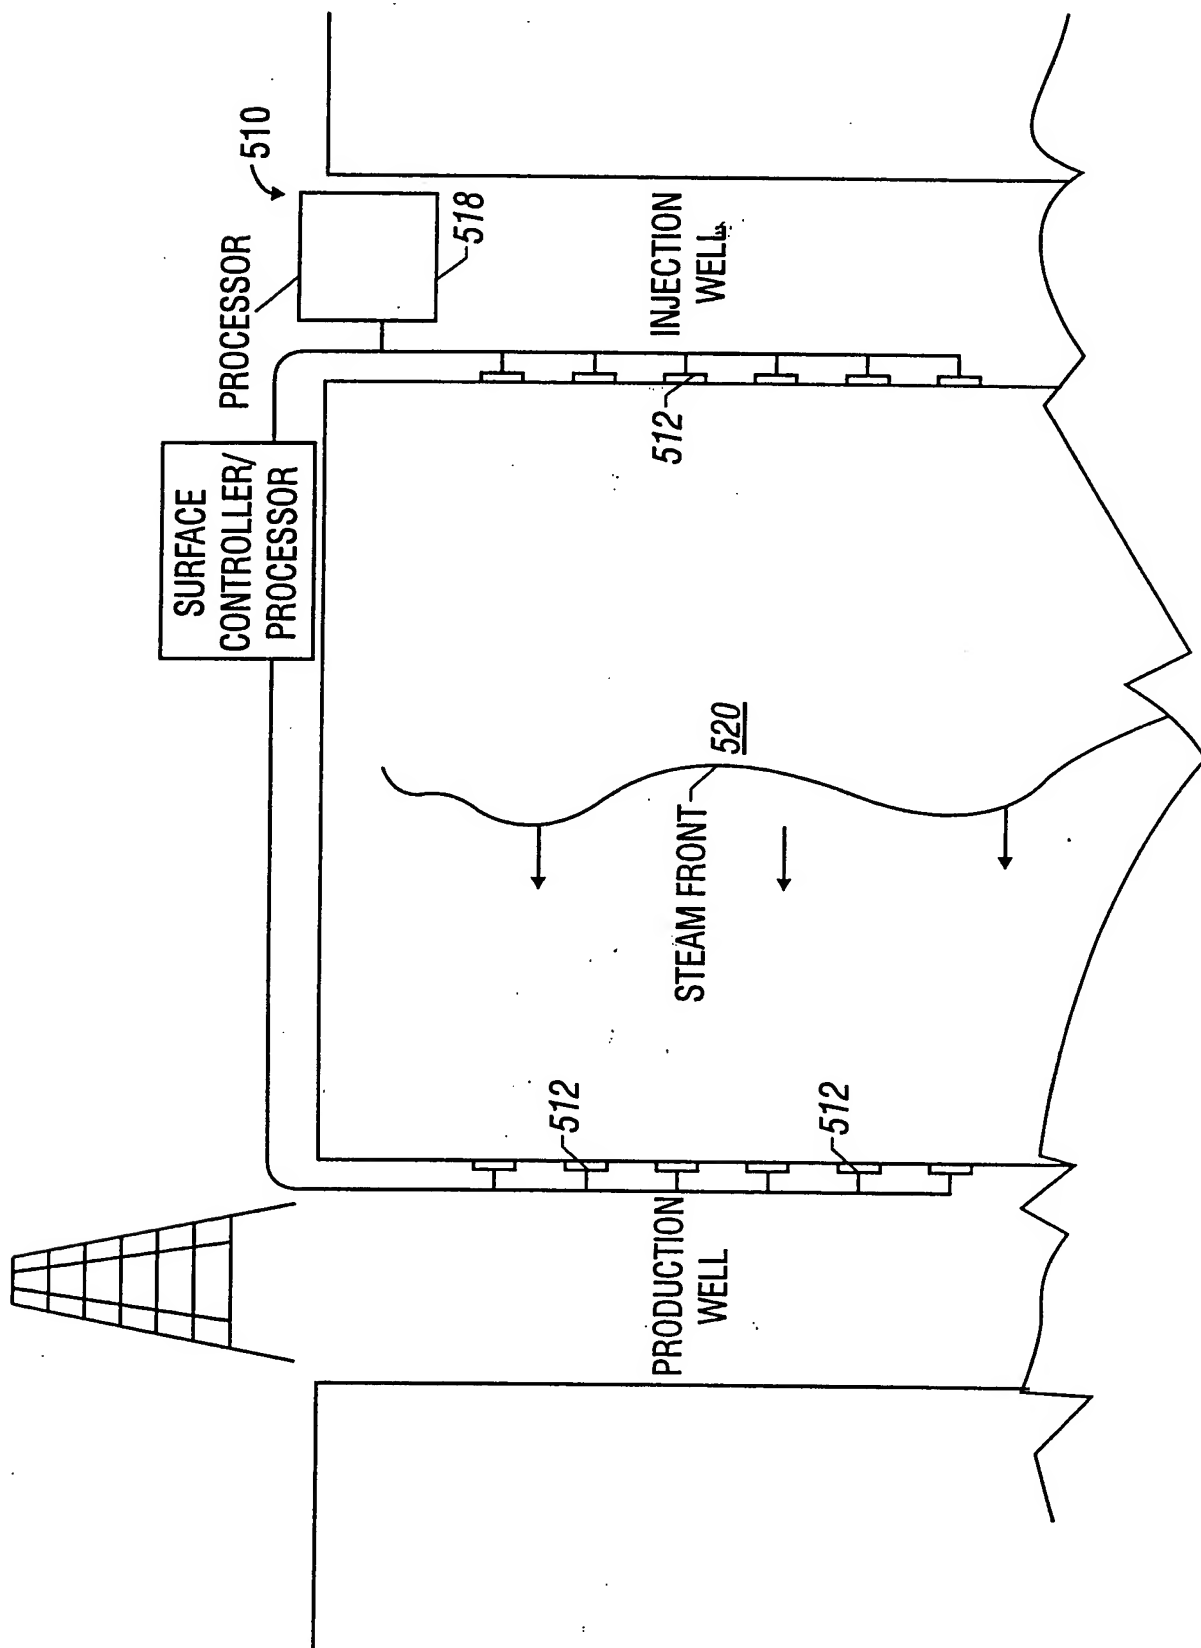 SURFACE
CONTROLLER/
PROCESSOR
PROCESSOR
510
518
INJECTION
WELL
512
STEAM FRONT
520
512
512
PRODUCTION
WELL